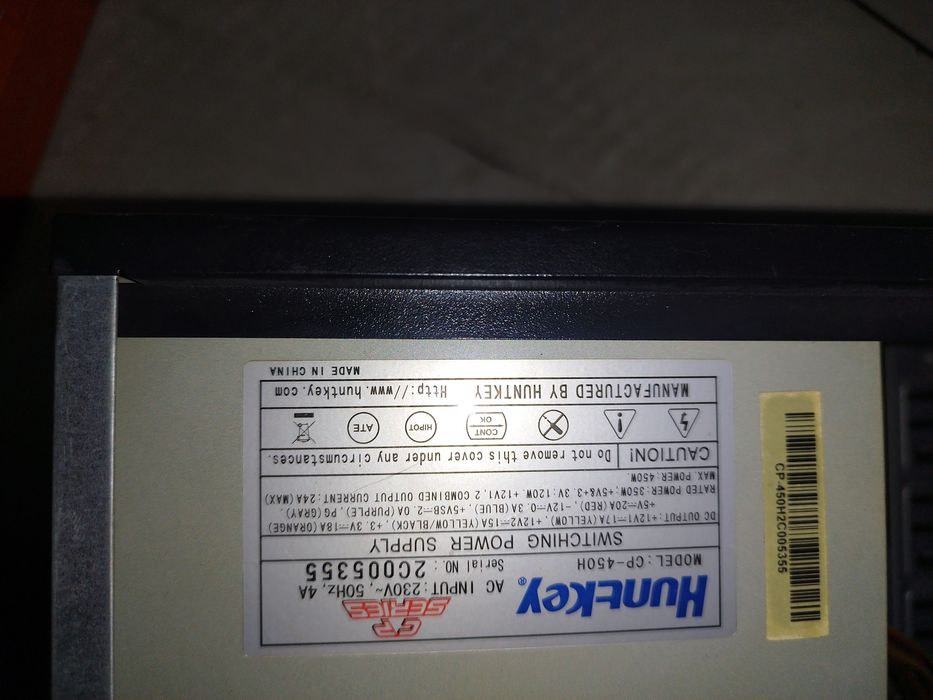 Huntkey®
GP
SERIES
MODEL:CP-450H
AC INPUT:230V~, 50Hz, 4A
Serial NO.: 2C005355
SWITCHING POWER SUPPLY
DC OUTPUT:+12V1⎓17A(YELLOW), +12V2⎓15A(YELLOW/BLACK), +3.3V⎓18A(ORANGE)
+5V⎓20A(RED), -12V⎓0.3A(BLUE), +5VSB⎓2.0A(PURPLE), PG(GRAY).
RATED POWER:350W;+5V&+3.3V:120W.+12V1,2 COMBINED OUTPUT CURRENT:24A(MAX)
MAX. POWER:450W
CAUTION! Do not remove this cover under any circumstances.
CONT OK
HIPOT
ATE
MANUFACTURED BY HUNTKEY Http://www.huntkey.com
MADE IN CHINA
CP-450H2C005355